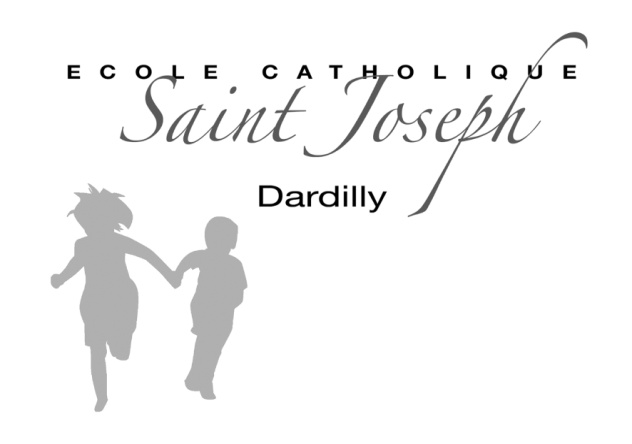 ECOLE CATHOLIQUE
Saint Joseph
Dardilly